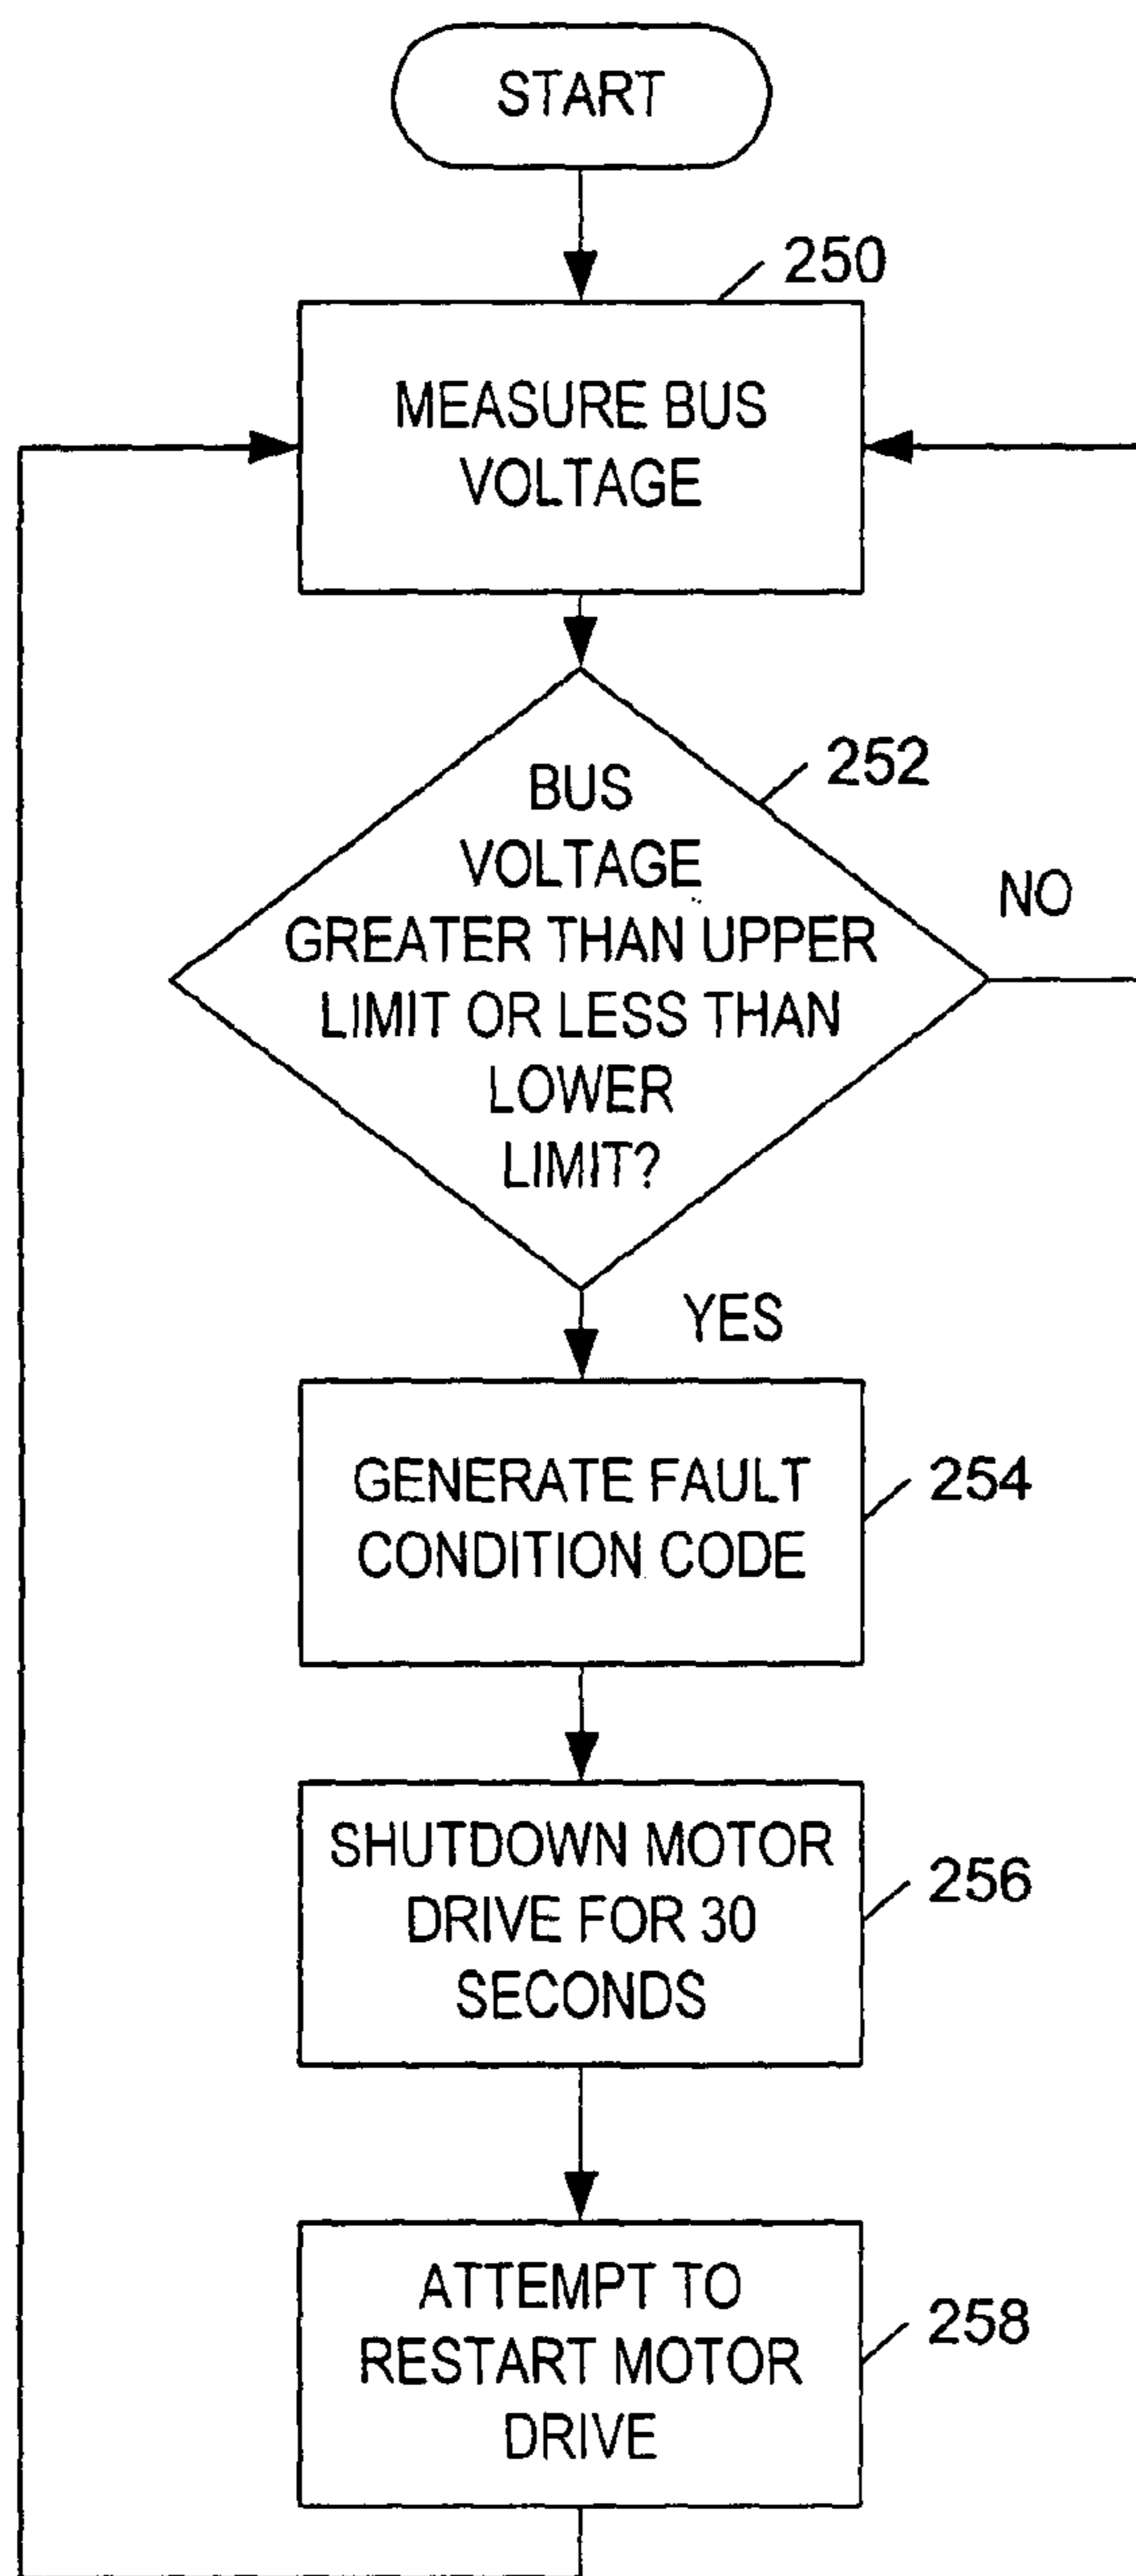 START
250
MEASURE BUS
VOLTAGE
252
BUS
VOLTAGE
GREATER THAN UPPER
LIMIT OR LESS THAN
LOWER
LIMIT?
NO
YES
GENERATE FAULT
CONDITION CODE
254
SHUTDOWN MOTOR
DRIVE FOR 30
SECONDS
256
ATTEMPT TO
RESTART MOTOR
DRIVE
258